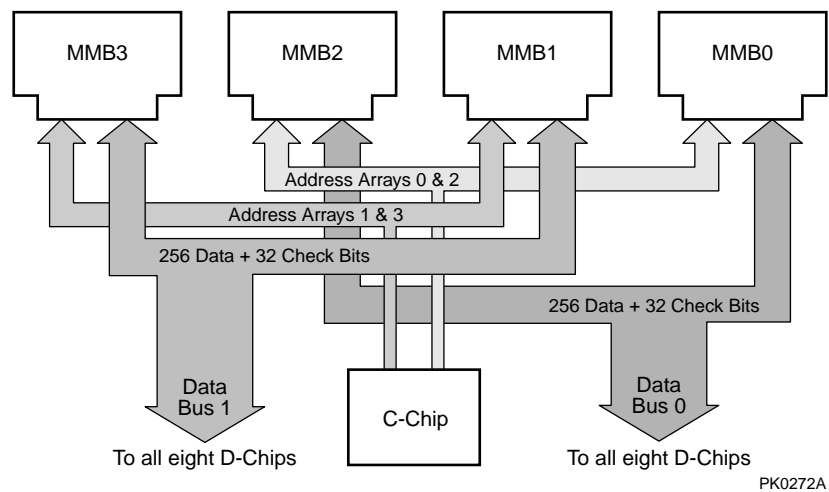 MMB3
MMB2
MMB1
MMB0
Address Arrays 0 & 2
Address Arrays 1 & 3
256 Data + 32 Check Bits
256 Data + 32 Check Bits
Data
Bus 1
C-Chip
Data
Bus 0
To all eight D-Chips
To all eight D-Chips
PK0272A